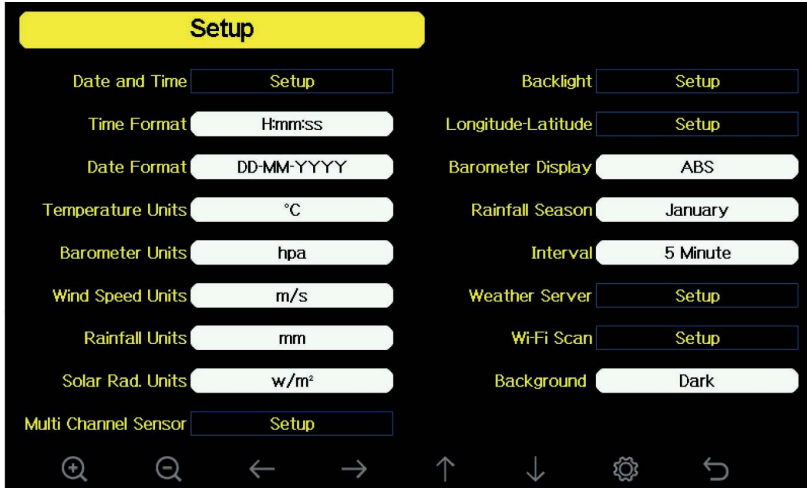 Setup
Date and Time Setup
Time Format H:mm:ss
Date Format DD-MM-YYYY
Temperature Units °C
Barometer Units hpa
Wind Speed Units m/s
Rainfall Units mm
Solar Rad. Units w/m²
Multi Channel Sensor Setup
Backlight Setup
Longitude-Latitude Setup
Barometer Display ABS
Rainfall Season January
Interval 5 Minute
Weather Server Setup
Wi-Fi Scan Setup
Background Dark